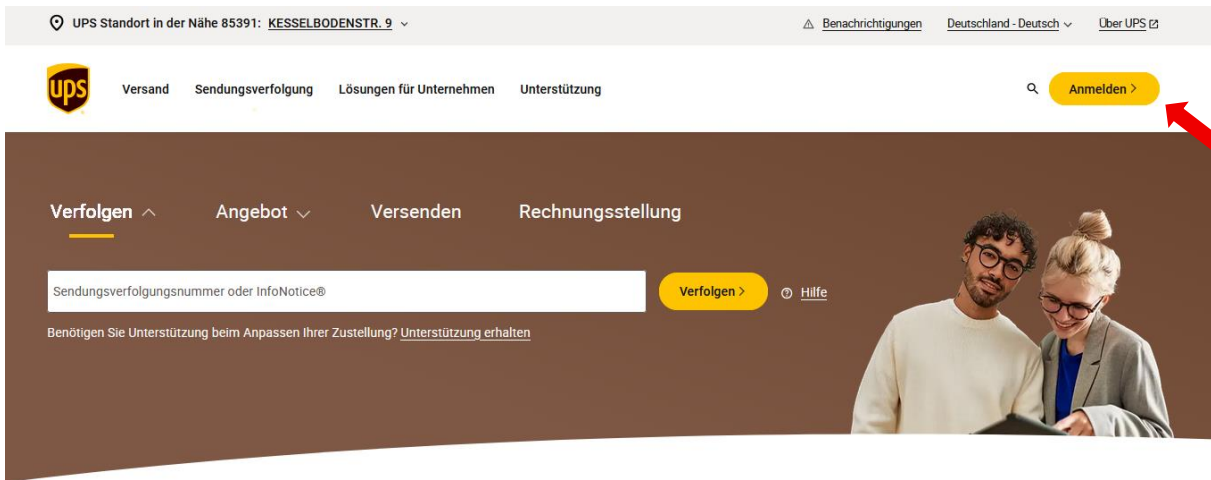 UPS Standort in der Nähe 85391: KESSELBODENSTR. 9
Benachrichtigungen Deutschland - Deutsch Über UPS
ups Versand Sendungsverfolgung Lösungen für Unternehmen Unterstützung Anmelden >
Verfolgen Angebot Versenden Rechnungsstellung
Sendungsverfolgungsnummer oder InfoNotice® Verfolgen > Hilfe
Benötigen Sie Unterstützung beim Anpassen Ihrer Zustellung? Unterstützung erhalten